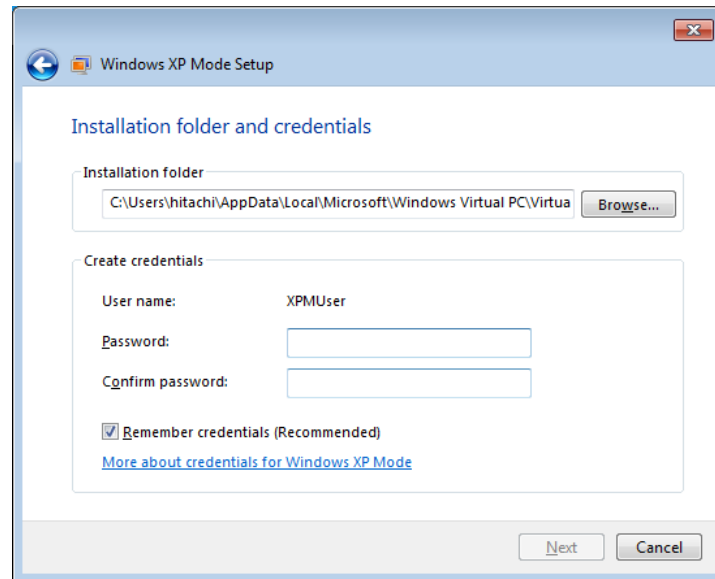 Windows XP Mode Setup
Installation folder and credentials
Installation folder
C:\Users\hitachi\AppData\Local\Microsoft\Windows Virtual PC\Virtua
Browse...
Create credentials
User name: XPMUser
Password:
Confirm password:
Remember credentials (Recommended)
More about credentials for Windows XP Mode
Next Cancel